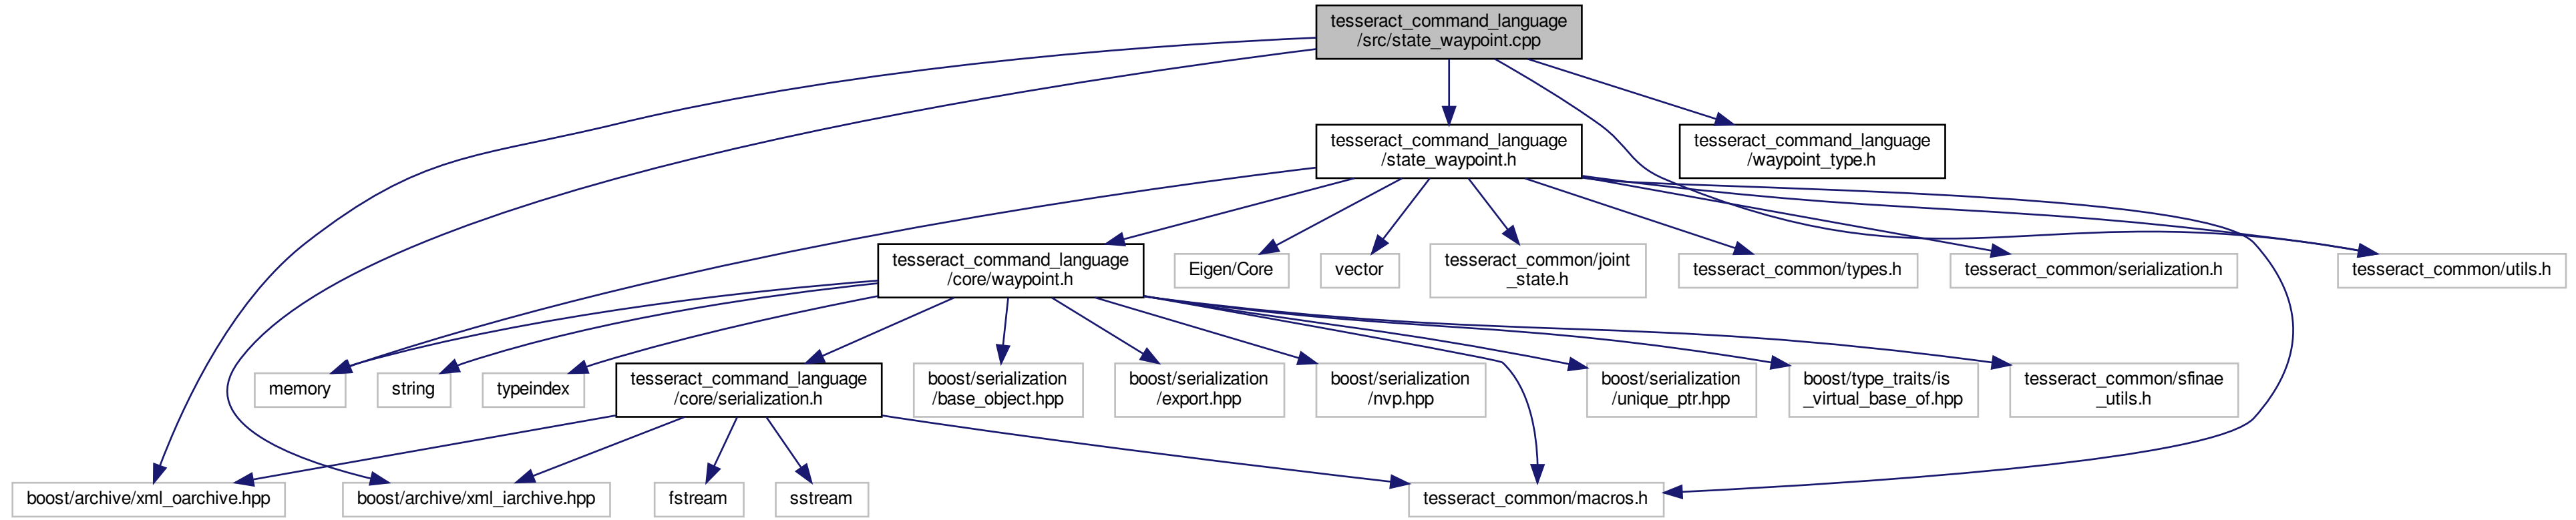 tesseract_command_language
/src/state_waypoint.cpp
tesseract_command_language
/state_waypoint.h
tesseract_command_language
/waypoint_type.h
tesseract_command_language
/core/waypoint.h
Eigen/Core
vector
tesseract_common/joint
_state.h
tesseract_common/types.h
tesseract_common/serialization.h
tesseract_common/utils.h
memory
string
typeindex
tesseract_command_language
/core/serialization.h
boost/serialization
/base_object.hpp
boost/serialization
/export.hpp
boost/serialization
/nvp.hpp
boost/serialization
/unique_ptr.hpp
boost/type_traits/is
_virtual_base_of.hpp
tesseract_common/sfinae
_utils.h
boost/archive/xml_oarchive.hpp
boost/archive/xml_iarchive.hpp
fstream
sstream
tesseract_common/macros.h